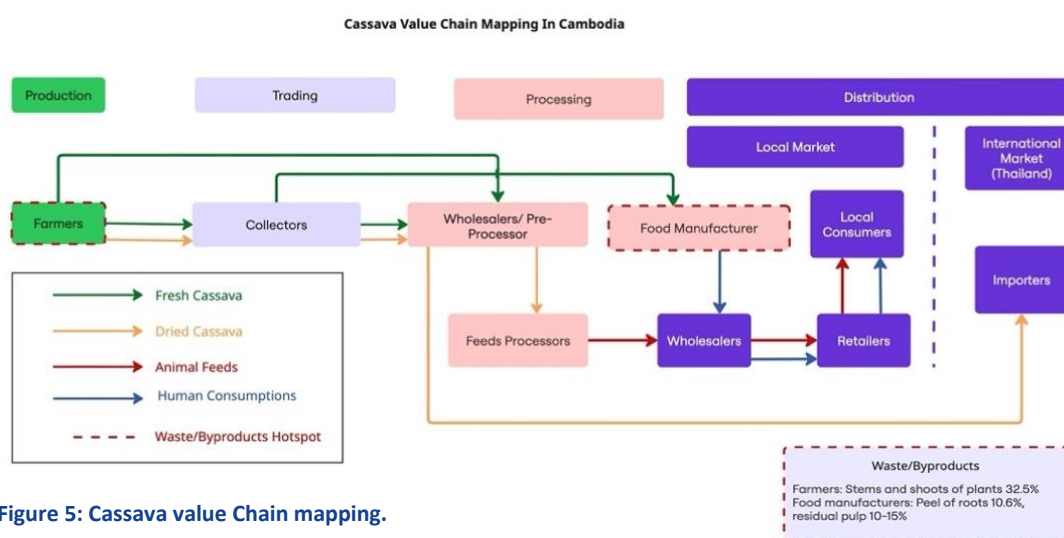 Cassava Value Chain Mapping In Cambodia
Production
Trading
Processing
Distribution
Local Market
International
Market
(Thailand)
Farmers
Collectors
Wholesalers/ Pre-
Processor
Food Manufacturer
Local
Consumers
Importers
Feeds Processors
Wholesalers
Retailers
Fresh Cassava
Dried Cassava
Animal Feeds
Human Consumptions
Waste/Byproducts Hotspot
Waste/Byproducts
Farmers: Stems and shoots of plants 32.5%
Food manufacturers: Peel of roots 10.6%,
residual pulp 10-15%
Figure 5: Cassava value Chain mapping.